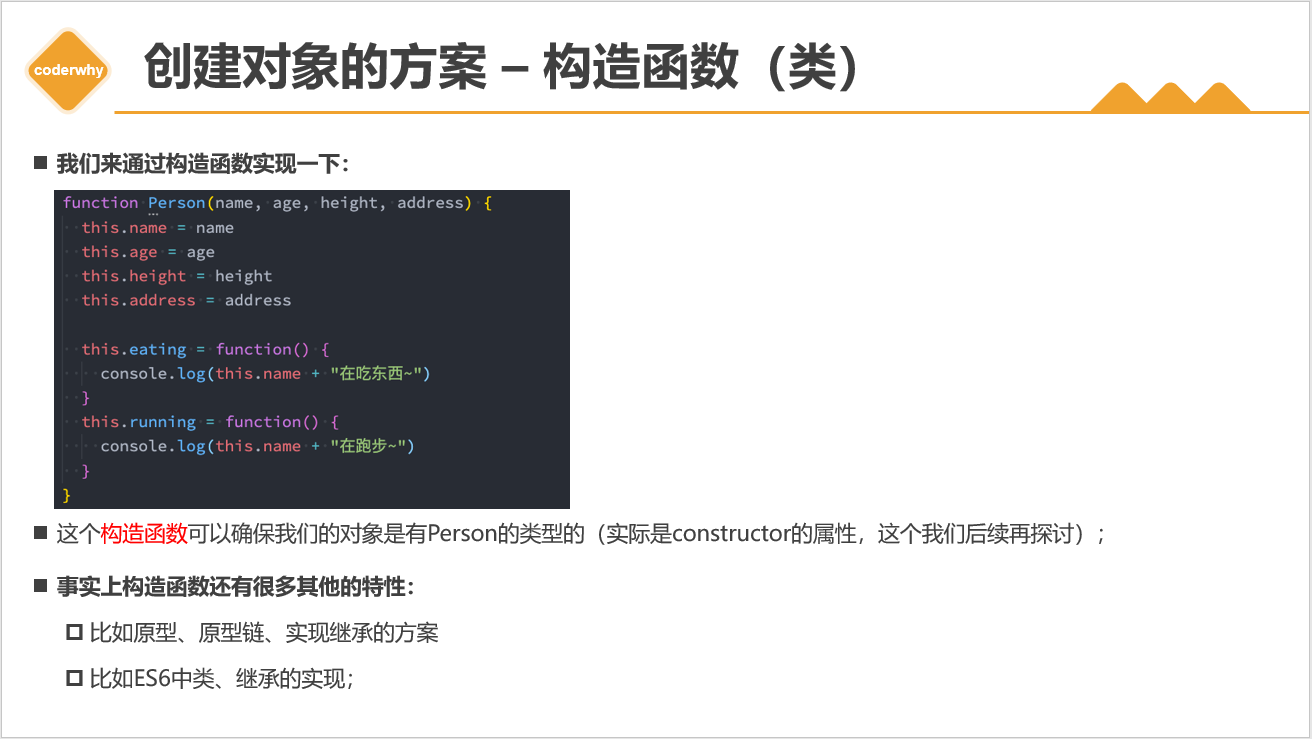 coderwhy
创建对象的方案 – 构造函数（类）
我们来通过构造函数实现一下：
function Person(name, age, height, address) {
  this.name = name
  this.age = age
  this.height = height
  this.address = address
  this.eating = function() {
    console.log(this.name + "在吃东西~")
  }
  this.running = function() {
    console.log(this.name + "在跑步~")
  }
}
这个构造函数可以确保我们的对象是有Person的类型的（实际是constructor的属性，这个我们后续再探讨）；
事实上构造函数还有很多其他的特性：
比如原型、原型链、实现继承的方案
比如ES6中类、继承的实现；